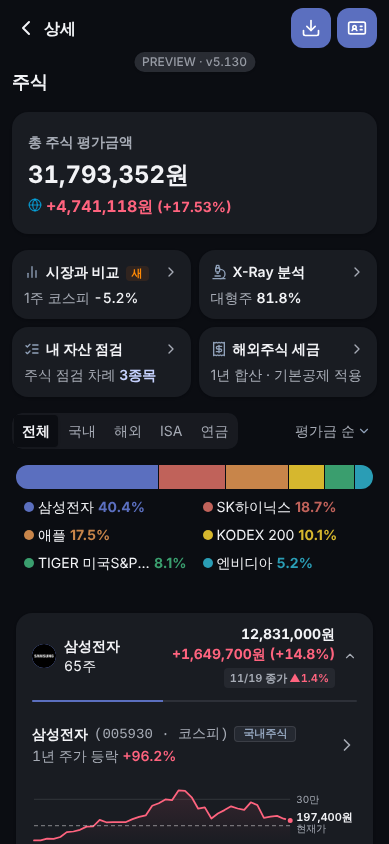 상세
PREVIEW · v5.130
주식
총 주식 평가금액
31,793,352원
+4,741,118원 (+17.53%)
시장과 비교 새
1주 코스피 -5.2%
X-Ray 분석
대형주 81.8%
내 자산 점검
주식 점검 차례 3종목
해외주식 세금
1년 합산 · 기본공제 적용
전체 국내 해외 ISA 연금
평가금 순
삼성전자 40.4%
SK하이닉스 18.7%
애플 17.5%
KODEX 200 10.1%
TIGER 미국S&P... 8.1%
엔비디아 5.2%
SAMSUNG
삼성전자
65주
12,831,000원
+1,649,700원 (+14.8%)
11/19 종가 ▲1.4%
삼성전자 (005930 · 코스피) 국내주식
1년 주가 등락 +96.2%
30만
197,400원
현재가